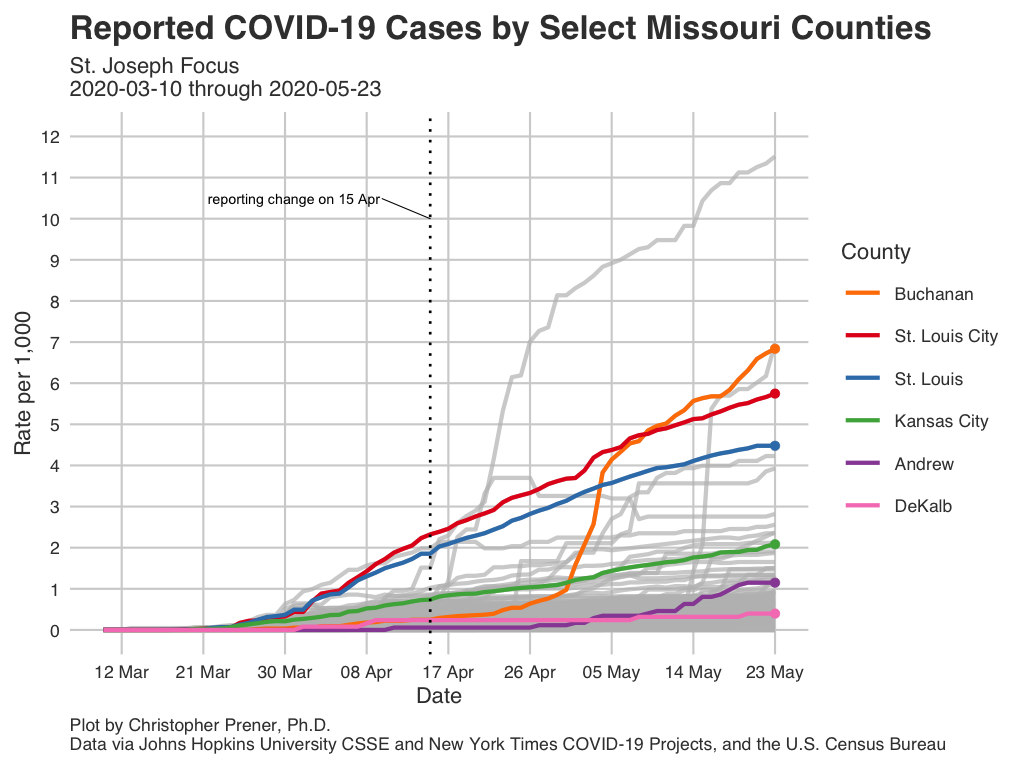 Reported COVID-19 Cases by Select Missouri Counties
St. Joseph Focus
2020-03-10 through 2020-05-23
12
11
10
9
8
7
6
5
4
3
2
1
0
Rate per 1,000
reporting change on 15 Apr
12 Mar
21 Mar
30 Mar
08 Apr
17 Apr
26 Apr
05 May
14 May
23 May
Date
County
Buchanan
St. Louis City
St. Louis
Kansas City
Andrew
DeKalb
Plot by Christopher Prener, Ph.D.
Data via Johns Hopkins University CSSE and New York Times COVID-19 Projects, and the U.S. Census Bureau